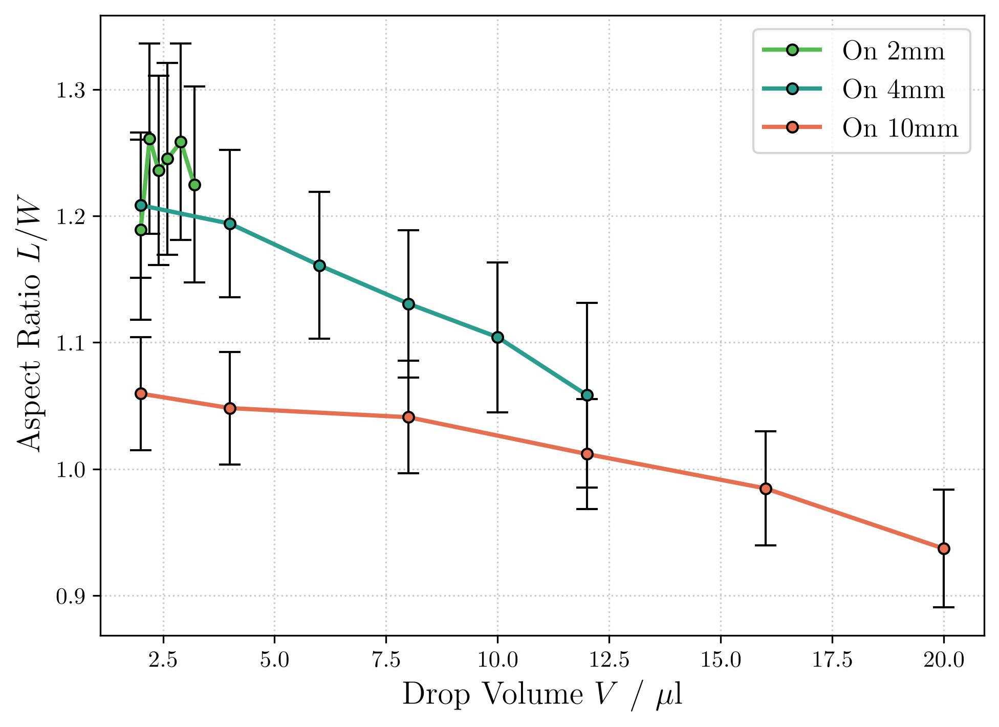 On 2mm
On 4mm
On 10mm
1.3
1.2
1.1
1.0
0.9
Aspect Ratio L/W
2.5 5.0 7.5 10.0 12.5 15.0 17.5 20.0
Drop Volume V / μl